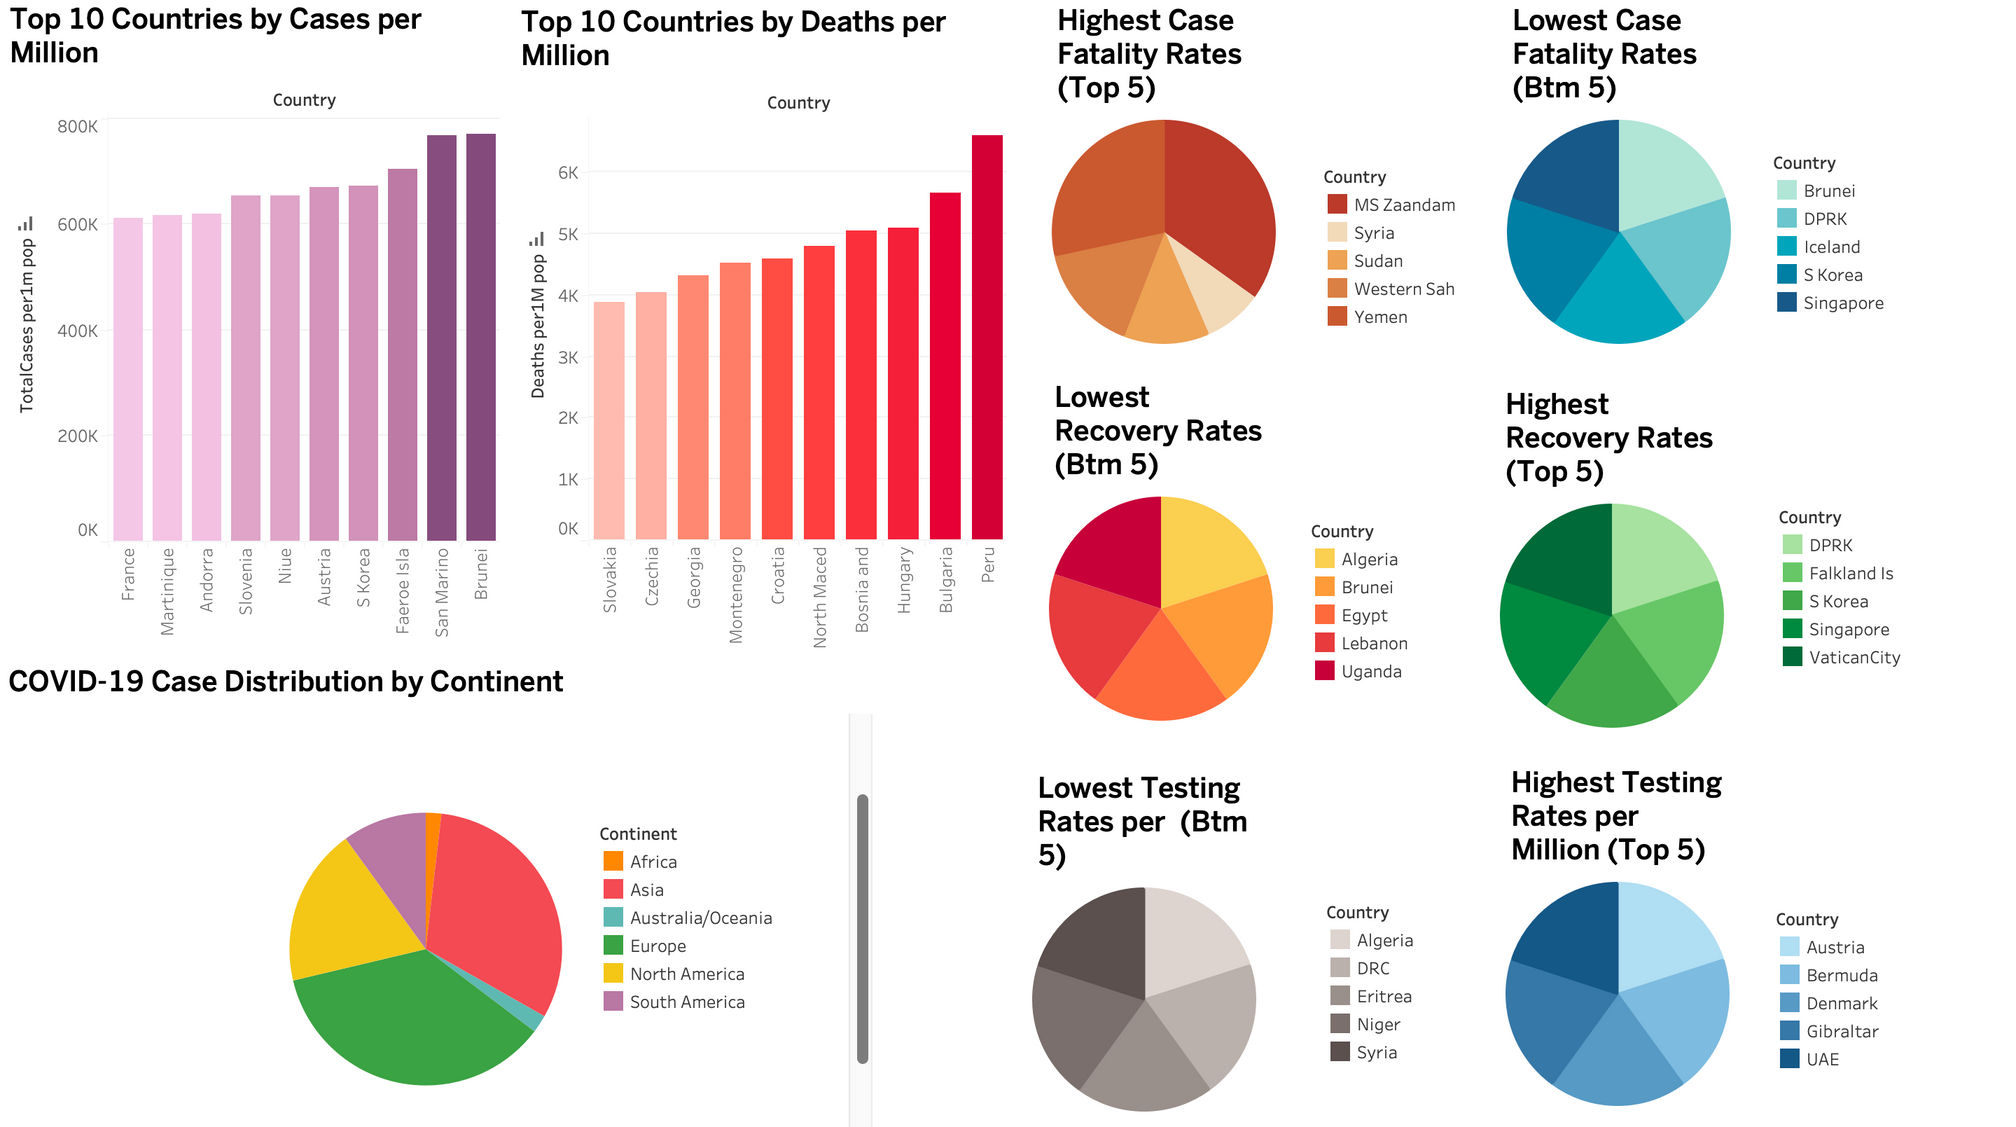 Top 10 Countries by Cases per
Million
Country
TotalCases per1m pop
800K
600K
400K
200K
0K
France
Martinique
Andorra
Slovenia
Niue
Austria
S Korea
Faeroe Isla
San Marino
Brunei
Top 10 Countries by Deaths per
Million
Country
Deaths per1M pop
6K
5K
4K
3K
2K
1K
0K
Slovakia
Czechia
Georgia
Montenegro
Croatia
North Maced
Bosnia and
Hungary
Bulgaria
Peru
Highest Case
Fatality Rates
(Top 5)
Country
MS Zaandam
Syria
Sudan
Western Sah
Yemen
Lowest Case
Fatality Rates
(Btm 5)
Country
Brunei
DPRK
Iceland
S Korea
Singapore
Lowest
Recovery Rates
(Btm 5)
Country
Algeria
Brunei
Egypt
Lebanon
Uganda
Highest
Recovery Rates
(Top 5)
Country
DPRK
Falkland Is
S Korea
Singapore
VaticanCity
COVID-19 Case Distribution by Continent
Continent
Africa
Asia
Australia/Oceania
Europe
North America
South America
Lowest Testing
Rates per  (Btm
5)
Country
Algeria
DRC
Eritrea
Niger
Syria
Highest Testing
Rates per
Million (Top 5)
Country
Austria
Bermuda
Denmark
Gibraltar
UAE